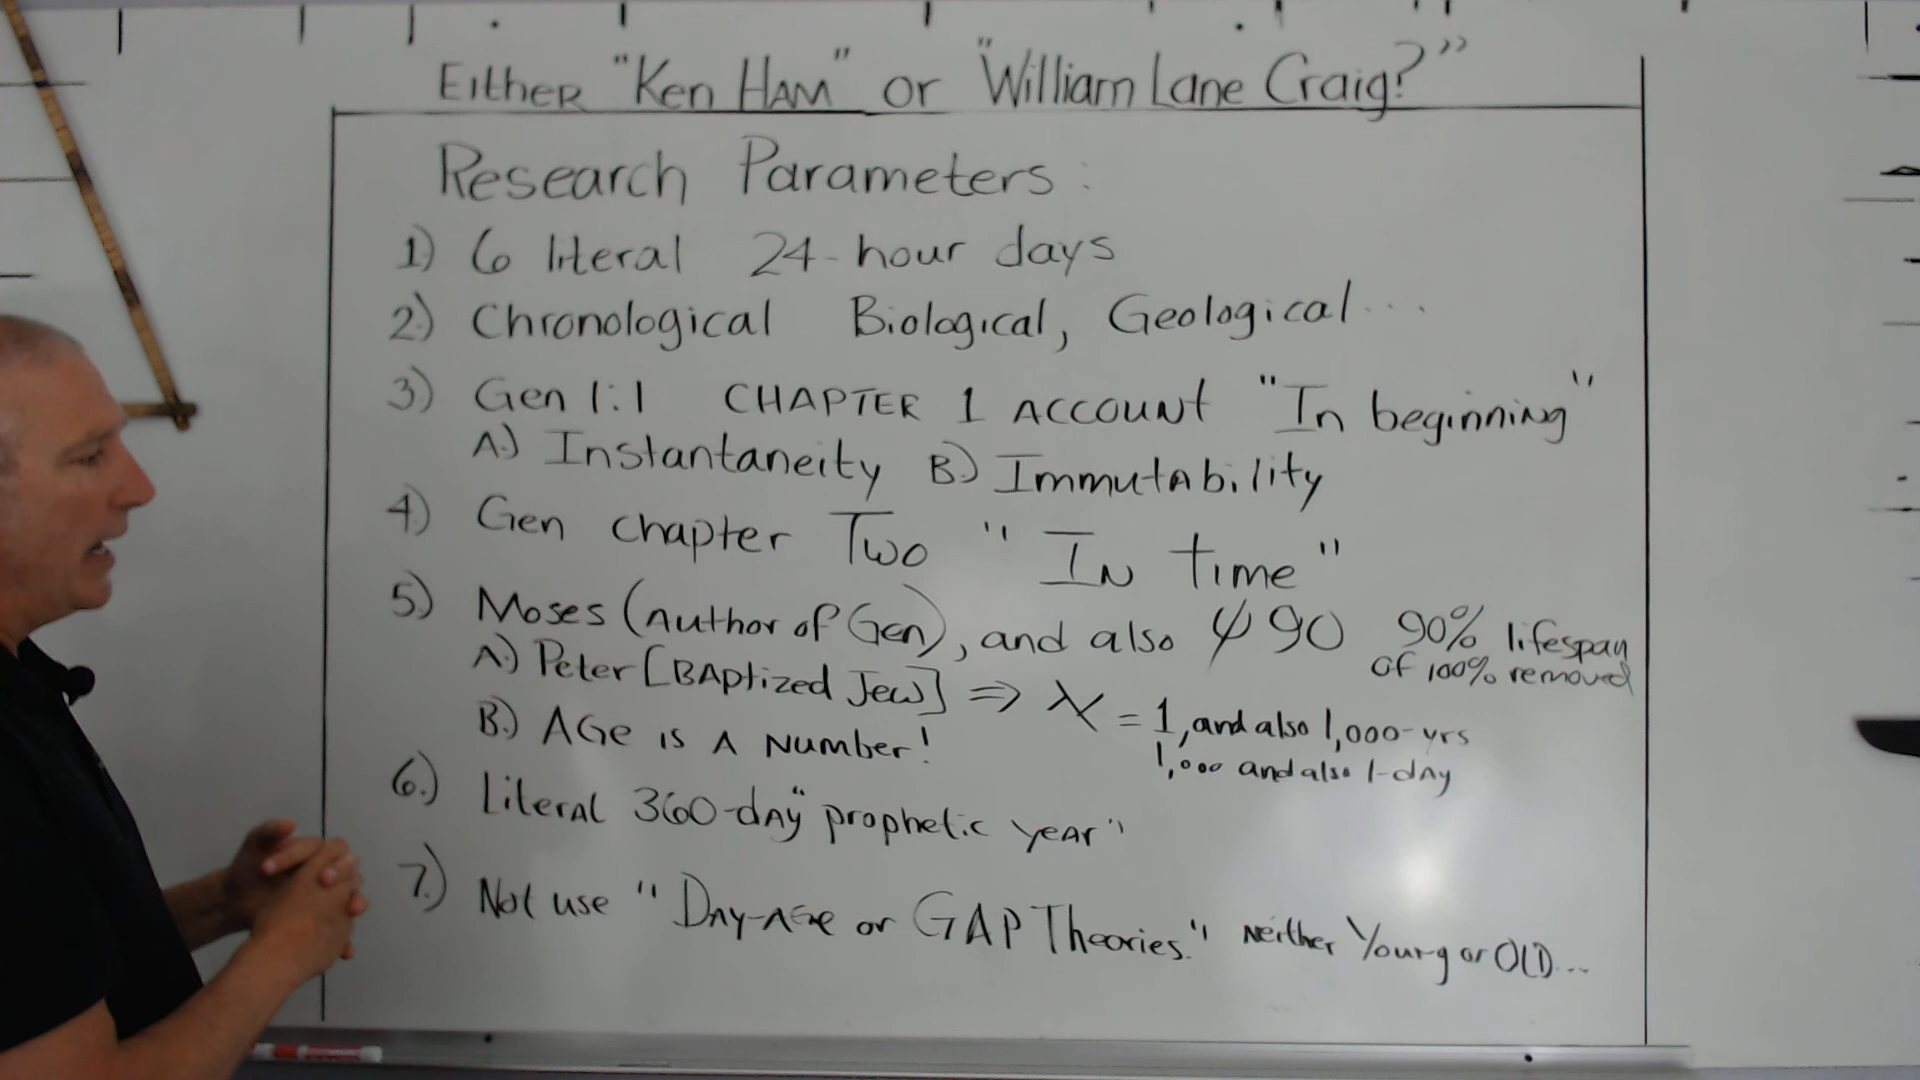 Either "Ken Ham" or "William Lane Craig?"
Research Parameters:
1) 6 literal 24-hour days
2) Chronological Biological, Geological...
3) Gen 1:1 CHAPTER 1 ACCOUNT "In beginning"
A.) Instantaneity B.) Immutability
4) Gen chapter Two "In time"
5) Moses (Author of Gen), and also ψ 90 90% lifespan
of 100% removed
A.) Peter [BAptized Jew] ⇒ X = 1, and also 1,000-yrs
1,000 and also 1-day
B.) AGe is A Number!
6.) Literal 360-day "prophetic year"
7.) Not use "Day-Age or GAP Theories." Neither Young or OLD...